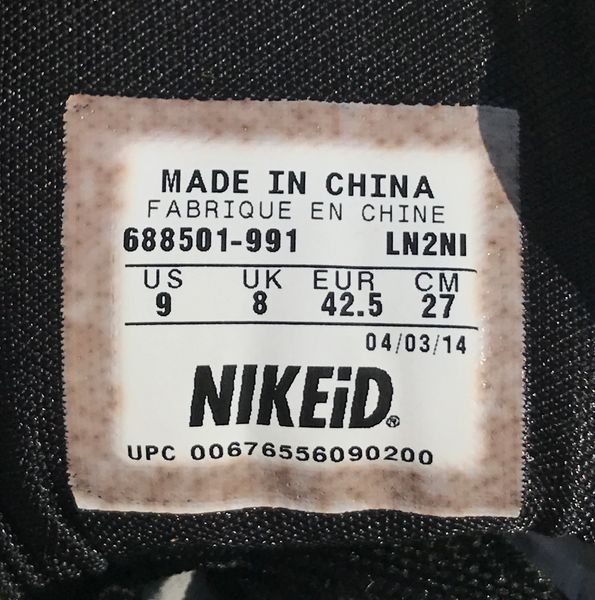 MADE IN CHINA
FABRIQUE EN CHINE
688501-991 LN2NI
US UK EUR CM
9 8 42.5 27
04/03/14
NIKEiD®
UPC 00676556090200